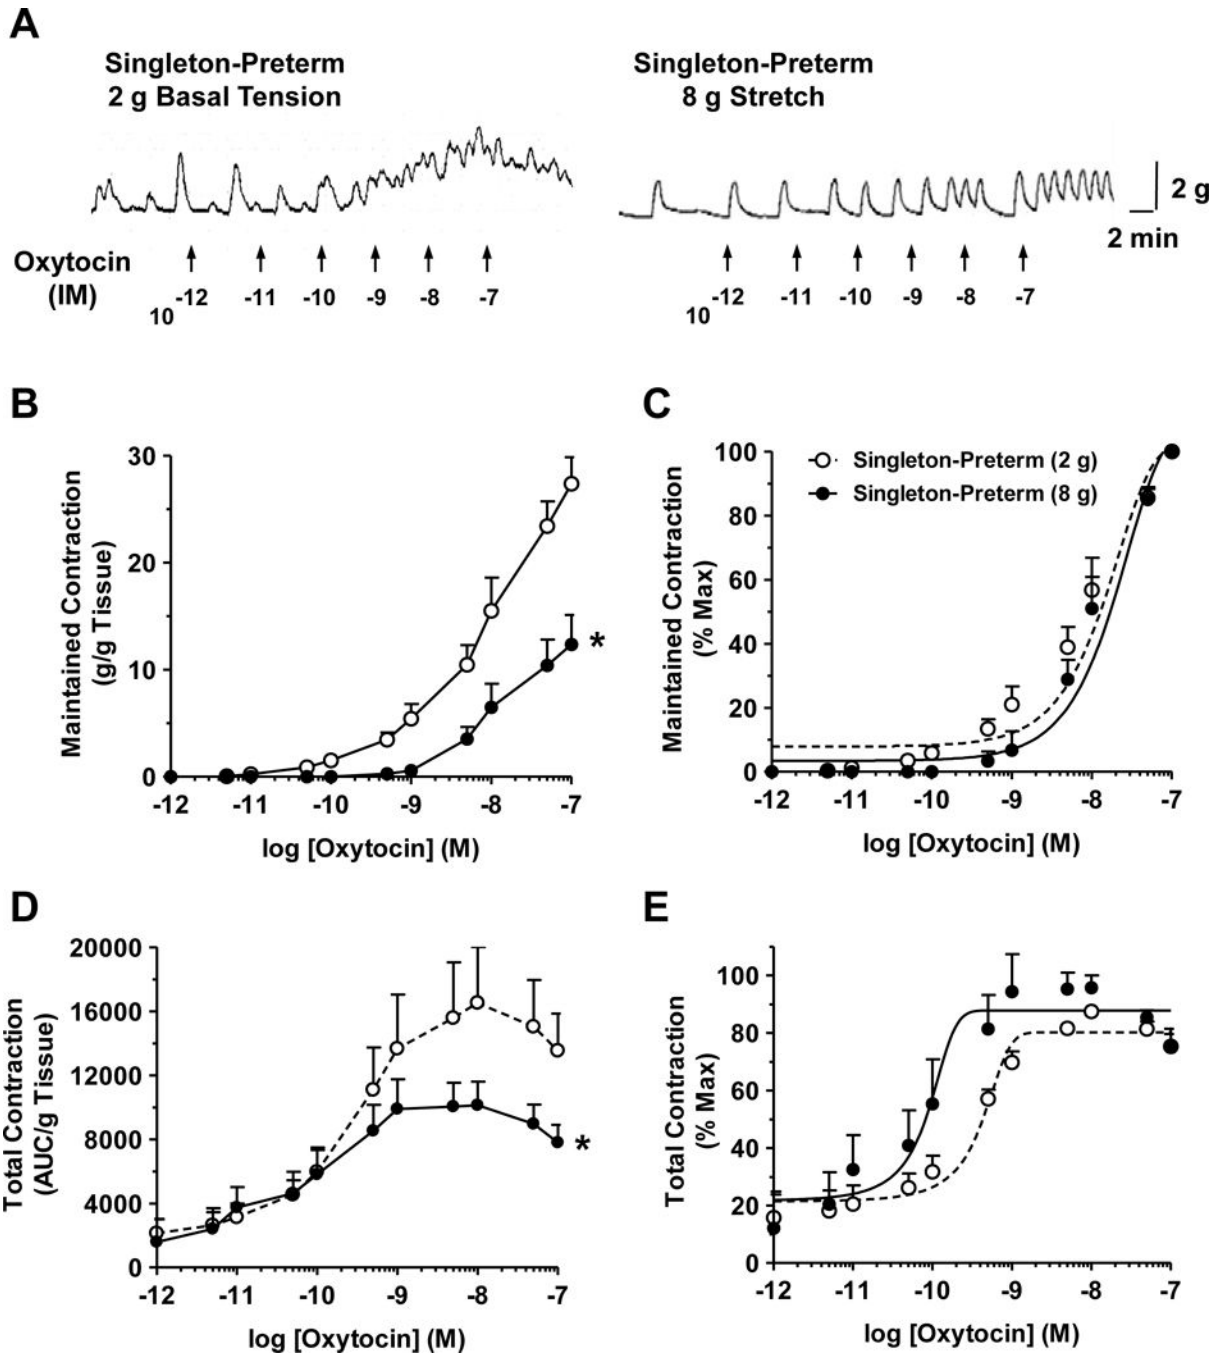 A
Singleton-Preterm
2 g Basal Tension
Singleton-Preterm
8 g Stretch
2 g
2 min
Oxytocin
(IM)
10 -12 -11 -10 -9 -8 -7
10 -12 -11 -10 -9 -8 -7
B
Maintained Contraction
(g/g Tissue)
30
20
10
0
-12 -11 -10 -9 -8 -7
log [Oxytocin] (M)
*
C
Maintained Contraction
(% Max)
100
80
60
40
20
0
Singleton-Preterm (2 g)
Singleton-Preterm (8 g)
-12 -11 -10 -9 -8 -7
log [Oxytocin] (M)
D
Total Contraction
(AUC/g Tissue)
20000
16000
12000
8000
4000
0
*
-12 -11 -10 -9 -8 -7
log [Oxytocin] (M)
E
Total Contraction
(% Max)
100
80
60
40
20
0
-12 -11 -10 -9 -8 -7
log [Oxytocin] (M)